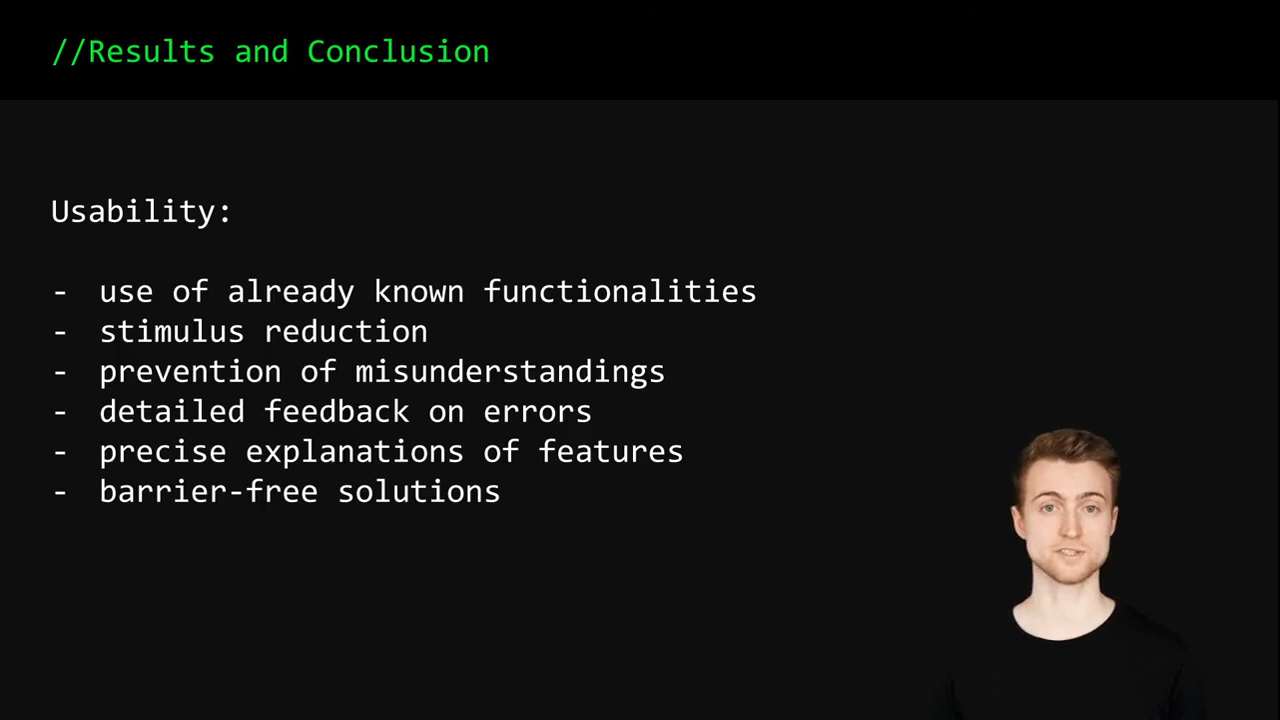 //Results and Conclusion
Usability:
- use of already known functionalities
- stimulus reduction
- prevention of misunderstandings
- detailed feedback on errors
- precise explanations of features
- barrier-free solutions